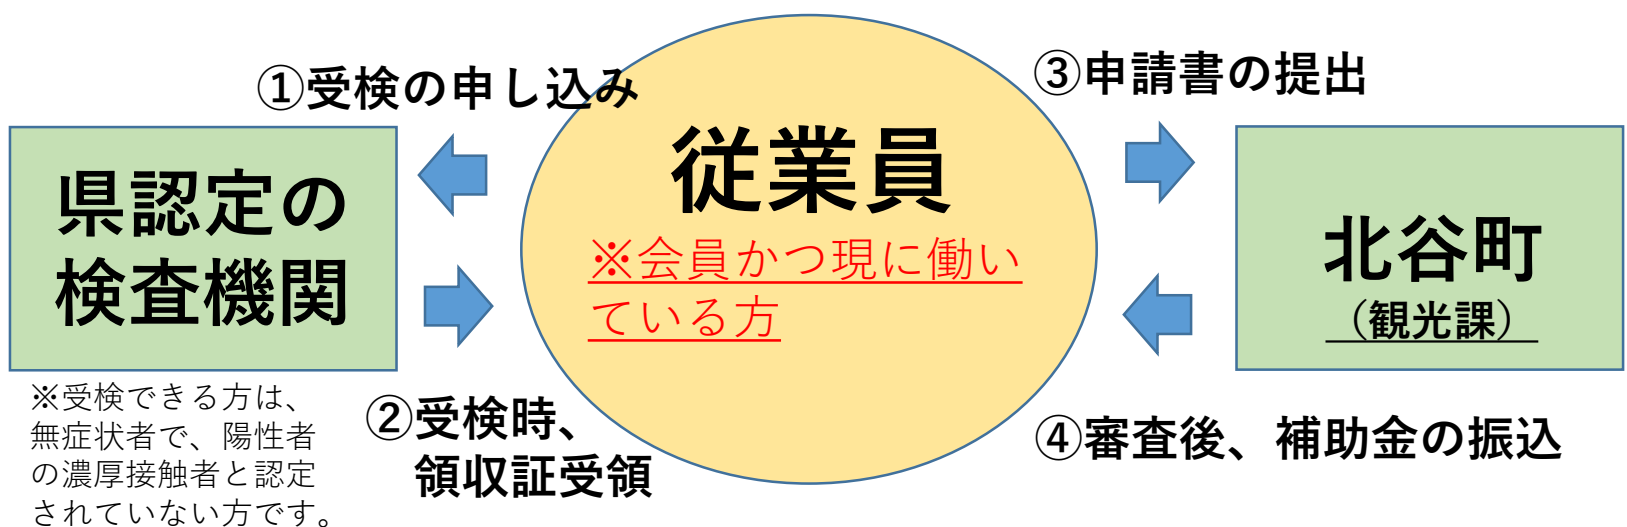 ①受検の申し込み
県認定の
検査機関
※受検できる方は、
無症状者で、陽性者
の濃厚接触者と認定
されていない方です。
②受検時、
領収証受領
従業員
※会員かつ現に働い
ている方
③申請書の提出
北谷町
（観光課）
④審査後、補助金の振込